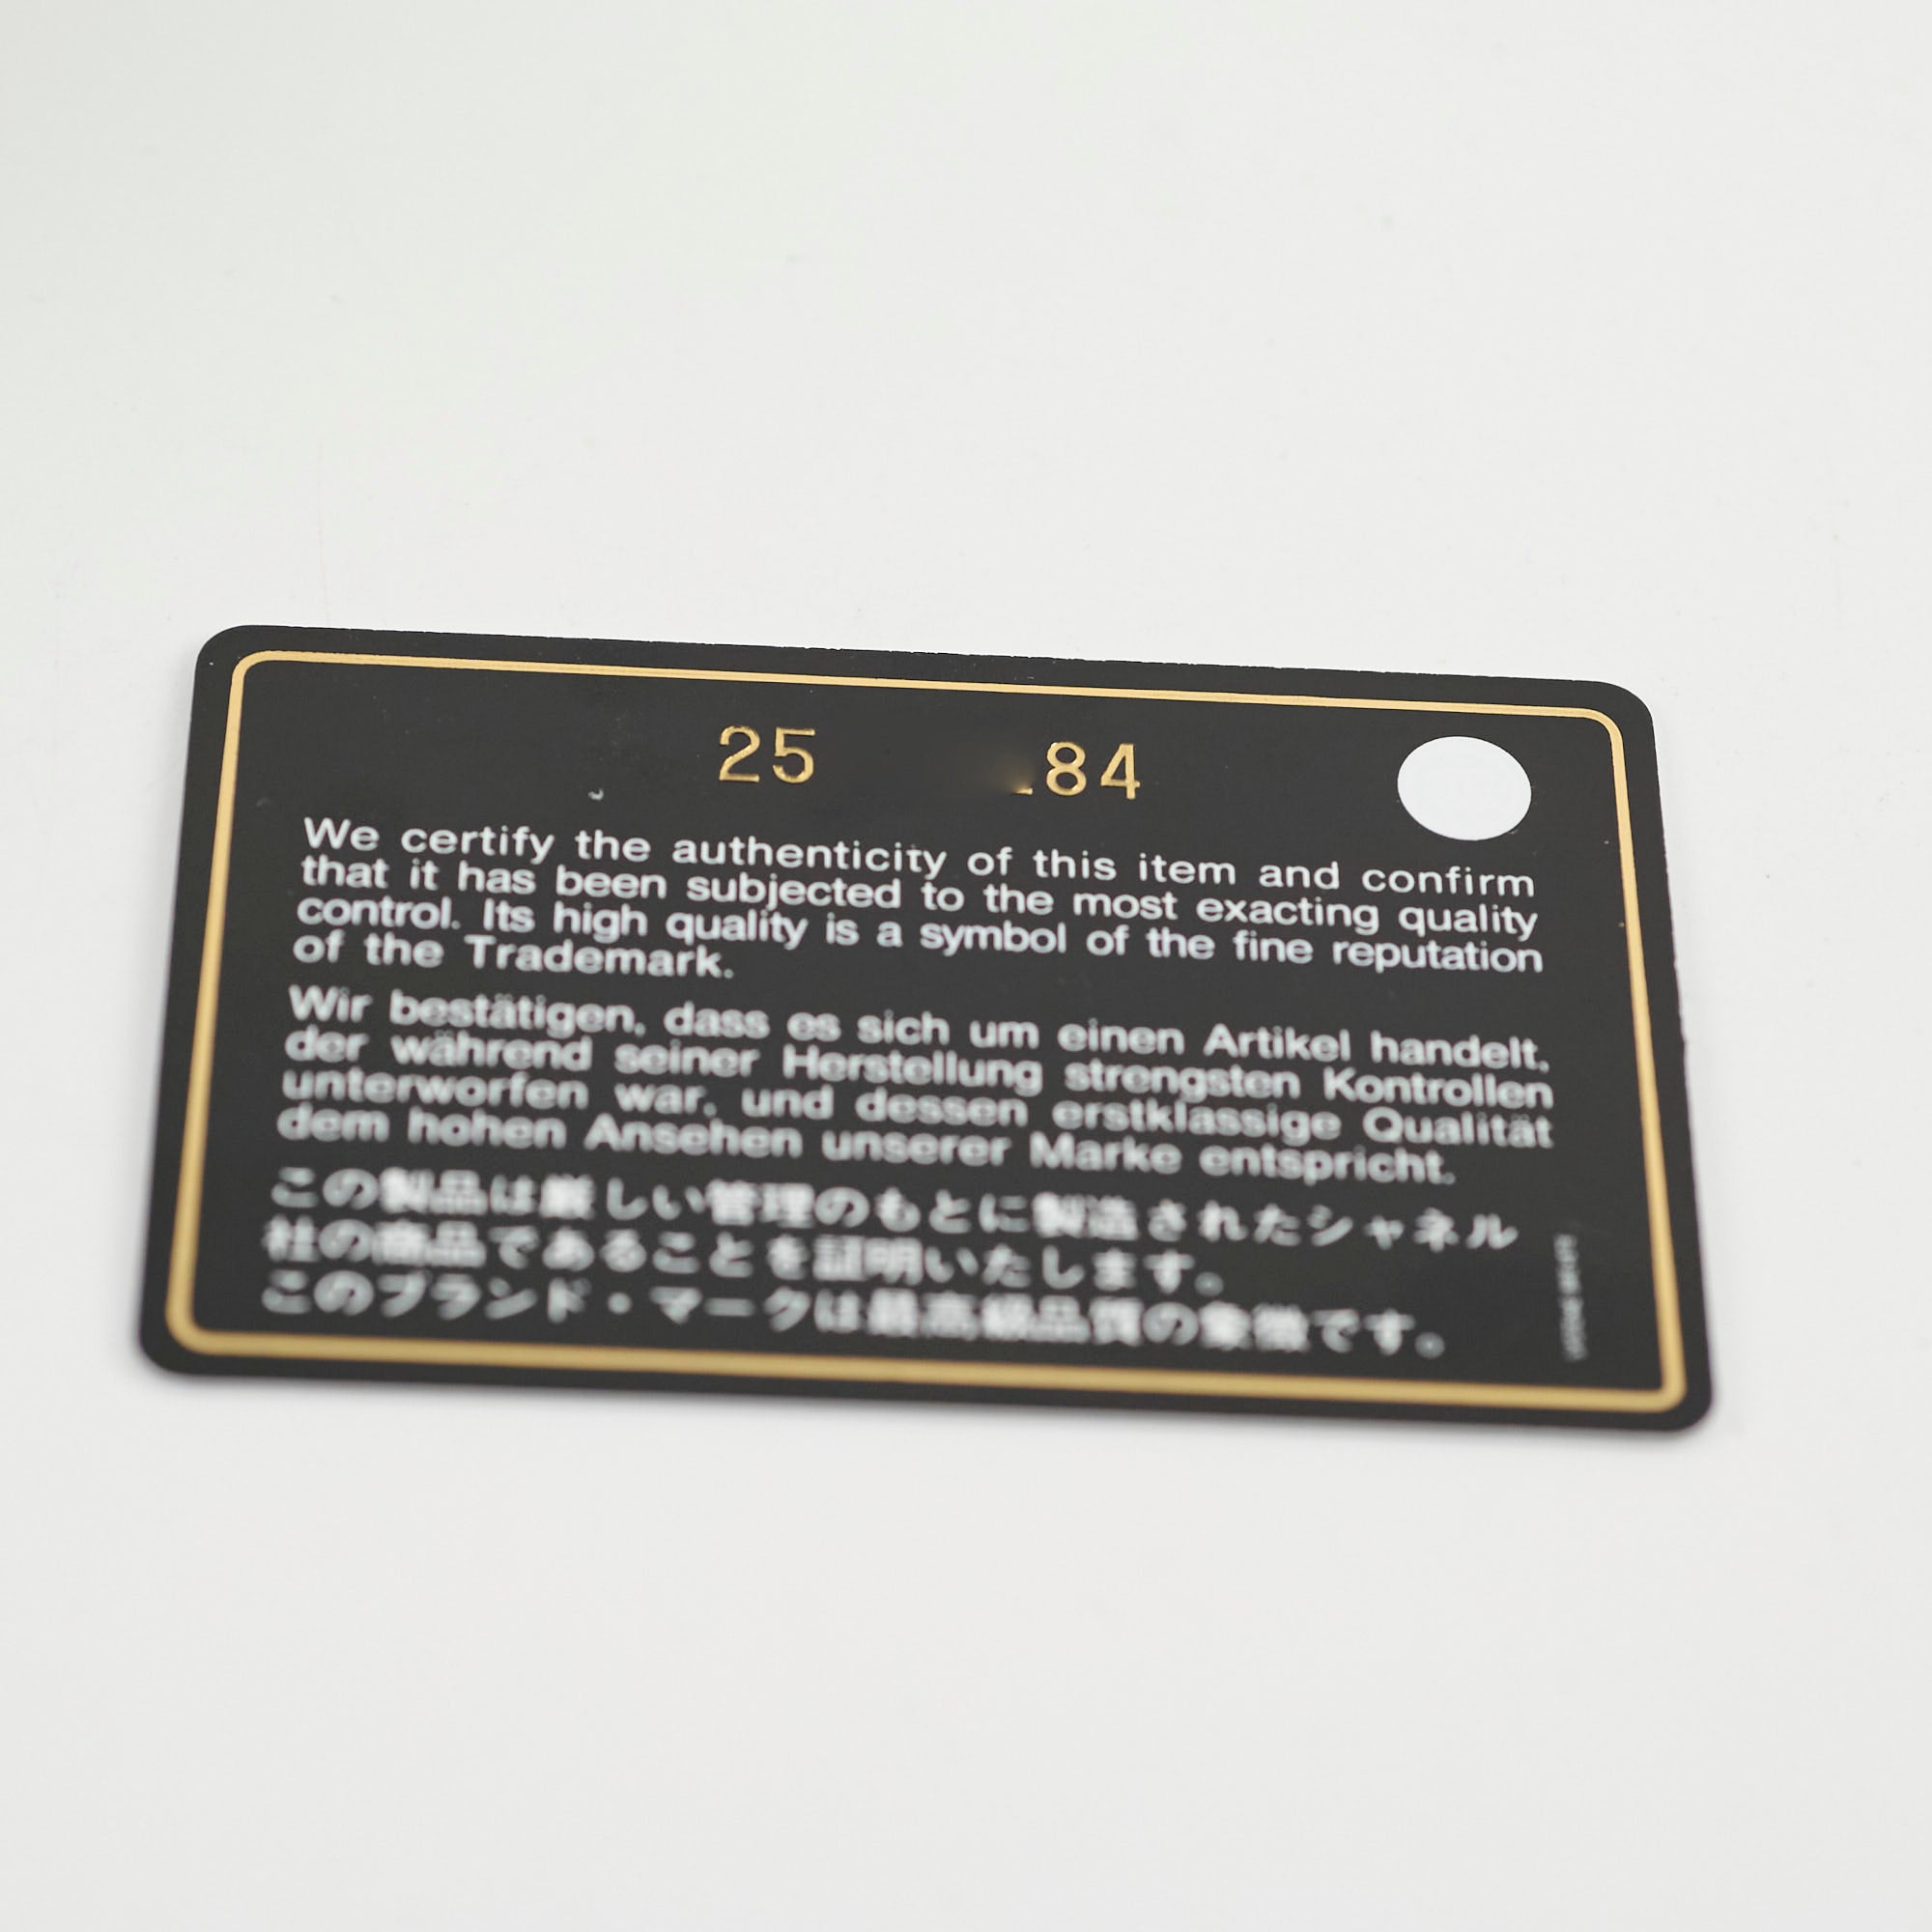 25 84
We certify the authenticity of this item and confirm
that it has been subjected to the most exacting quality
control. Its high quality is a symbol of the fine reputation
of the Trademark.
Wir bestätigen, dass es sich um einen Artikel handelt,
der während seiner Herstellung strengsten Kontrollen
unterworfen war, und dessen erstklassige Qualität
dem hohen Ansehen unserer Marke entspricht.
この製品は厳しい管理のもとに製造されたシャネル
社の商品であることを証明いたします。
このブランド・マークは最高級品質の象徴です。